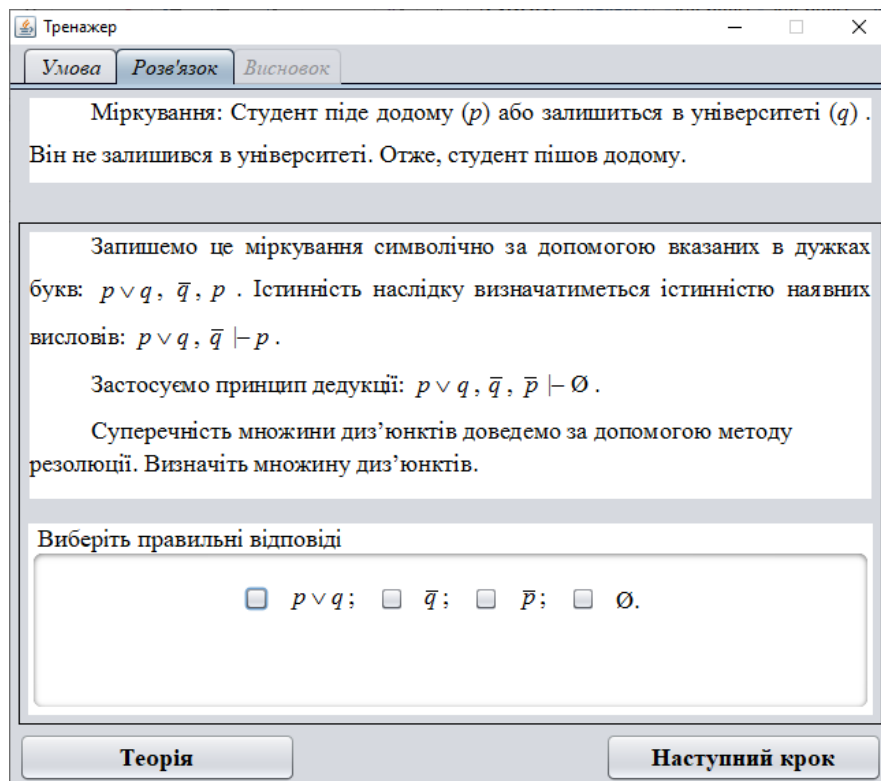 Тренажер
Умова Розв'язок Висновок
Міркування: Студент піде додому (p) або залишиться в університеті (q) .
Він не залишився в університеті. Отже, студент пішов додому.
Запишемо це міркування символічно за допомогою вказаних в дужках
букв: p ∨ q , q̅ , p . Істинність наслідку визначатиметься істинністю наявних
висловів: p ∨ q , q̅ |– p .
Застосуємо принцип дедукції: p ∨ q , q̅ , p̅ |– Ø .
Суперечність множини диз’юнктів доведемо за допомогою методу
резолюції. Визначіть множину диз’юнктів.
Виберіть правильні відповіді
p ∨ q ; q̅ ; p̅ ; Ø.
Теорія Наступний крок